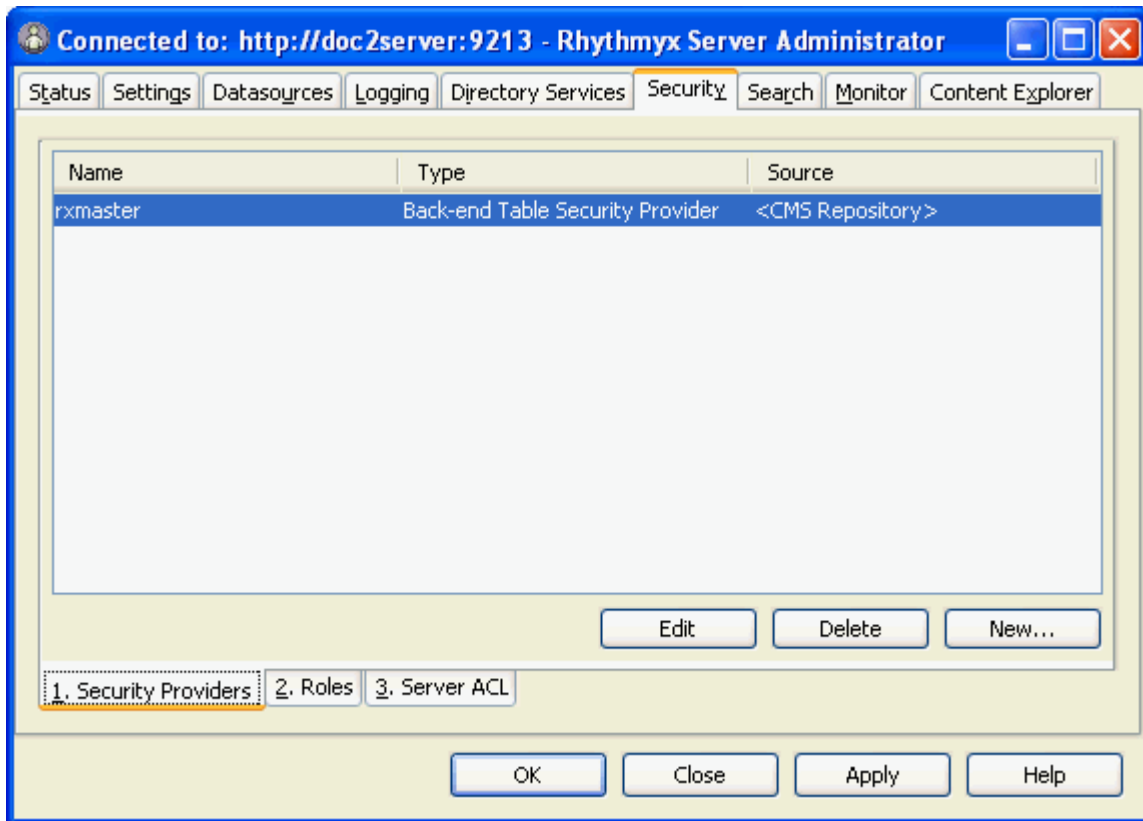 Connected to: http://doc2server:9213 - Rhythmyx Server Administrator
Status Settings Datasources Logging Directory Services Security Search Monitor Content Explorer
Name Type Source
rxmaster Back-end Table Security Provider <CMS Repository>
Edit Delete New...
1. Security Providers 2. Roles 3. Server ACL
OK Close Apply Help